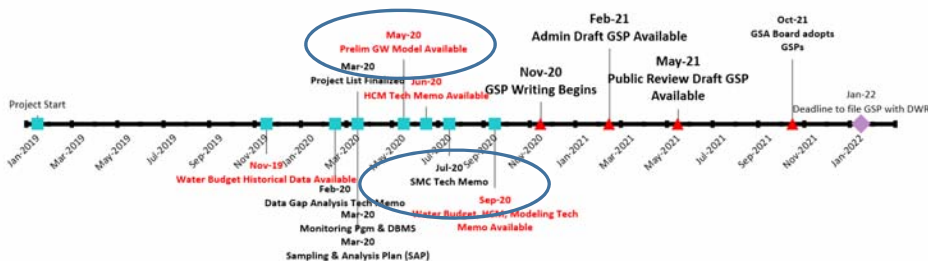 Feb-21
Admin Draft GSP Available
Oct-21
GSA Board adopts
GSPs
May-20
Prelim GW Model Available
Mar-20
Project List Finalized
Jun-20
HCM Tech Memo Available
Nov-20
GSP Writing Begins
May-21
Public Review Draft GSP
Available
Project Start
Jan-22
Deadline to file GSP with DWR
Jan-2019
Mar-2019
May-2019
Jul-2019
Sep-2019
Nov-2019
Jan-2020
Mar-2020
May-2020
Jul-2020
Sep-2020
Nov-2020
Jan-2021
Mar-2021
May-2021
Jul-2021
Sep-2021
Nov-2021
Jan-2022
Nov-19
Water Budget Historical Data Available
Feb-20
Data Gap Analysis Tech Memo
Mar-20
Monitoring Pgm & DBMS
Mar-20
Sampling & Analysis Plan (SAP)
Jul-20
SMC Tech Memo
Sep-20
Water Budget, HCM, Modeling Tech
Memo Available